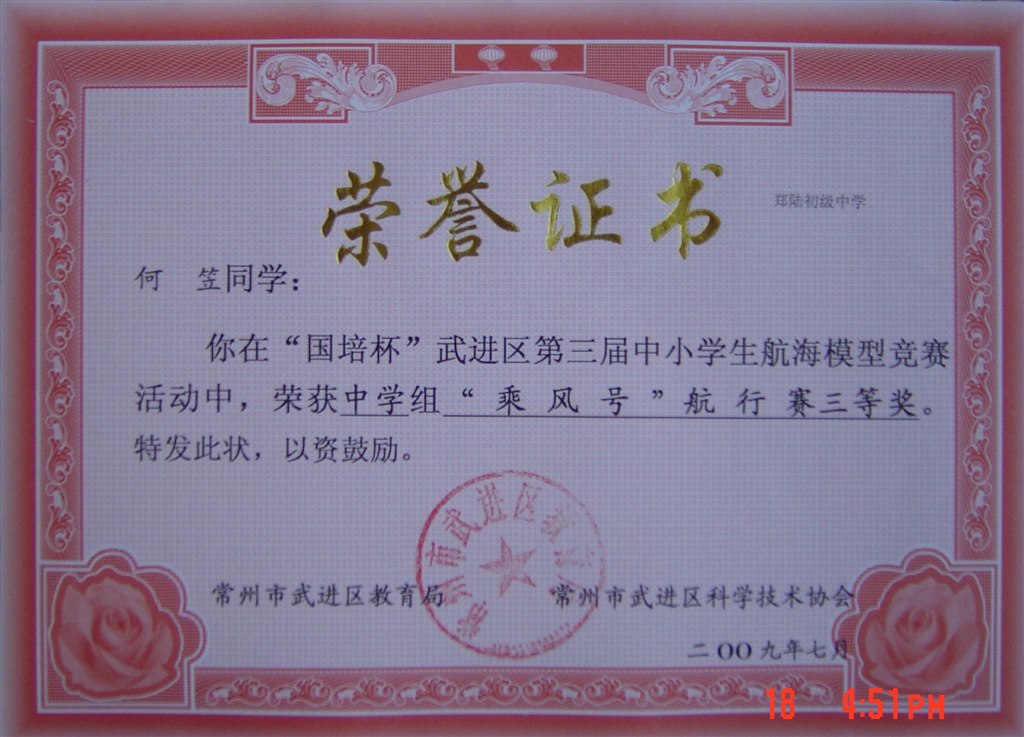 荣誉证书
郑陆初级中学
何 笠同学：
你在“国培杯”武进区第三届中小学生航海模型竞赛
活动中，荣获中学组“乘风号”航行赛三等奖。
特发此状，以资鼓励。
常州市武进区教育局 常州市武进区科学技术协会
二OO九年七月
18 4:51PM